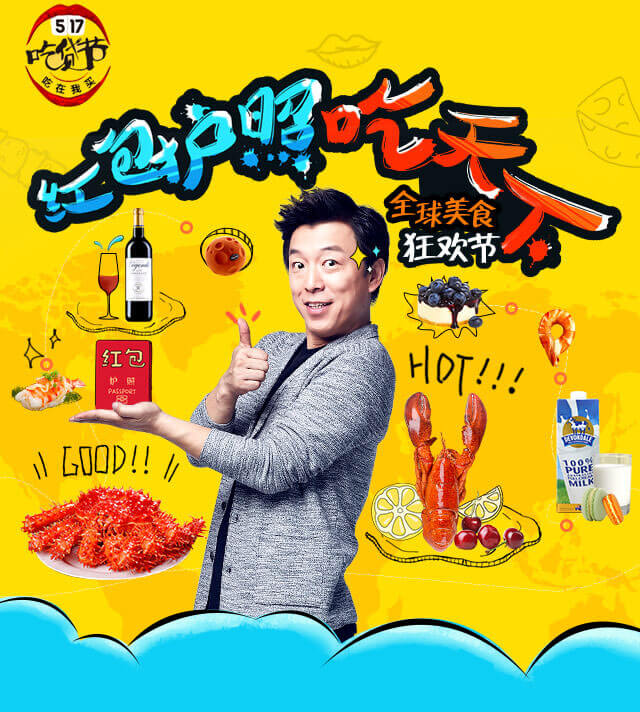 5|17
吃货节
吃在我买
红包护照吃天下
全球美食
狂欢节
Legende
红包
护照
PASSPORT
HOT!!!
GOOD!!
DEVONDALE
100%
PURE
MILK